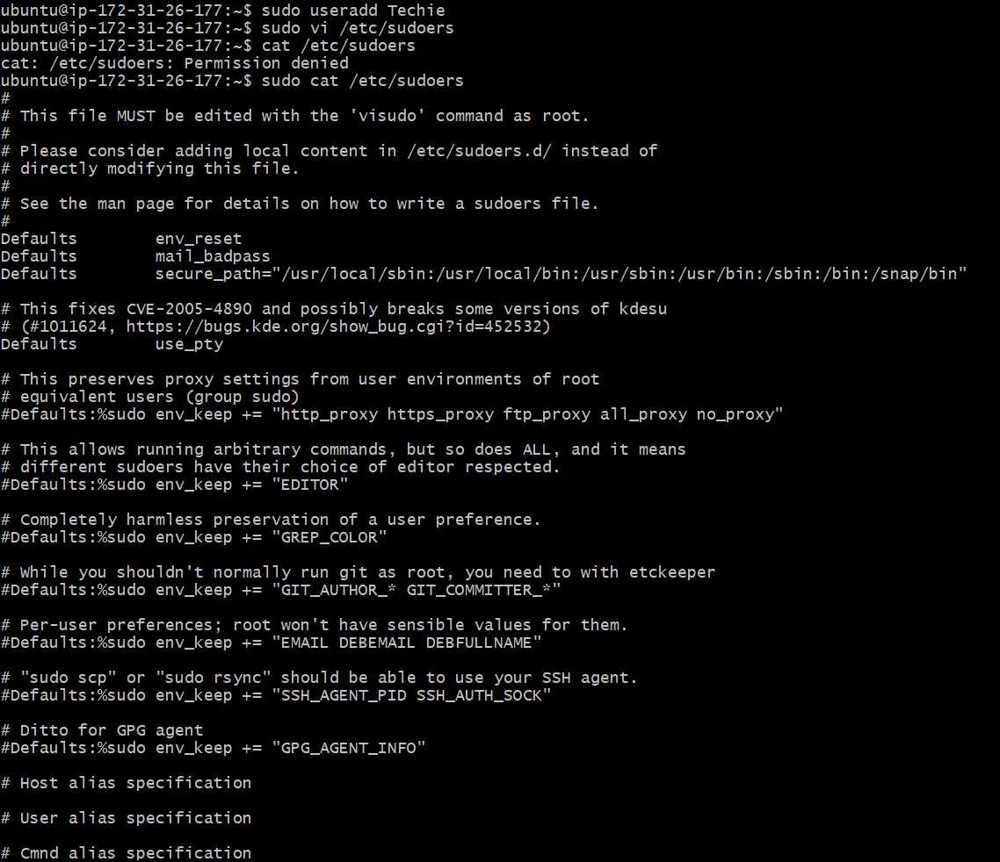 ubuntu@ip-172-31-26-177:~$ sudo useradd Techie
ubuntu@ip-172-31-26-177:~$ sudo vi /etc/sudoers
ubuntu@ip-172-31-26-177:~$ cat /etc/sudoers
cat: /etc/sudoers: Permission denied
ubuntu@ip-172-31-26-177:~$ sudo cat /etc/sudoers
#
# This file MUST be edited with the 'visudo' command as root.
#
# Please consider adding local content in /etc/sudoers.d/ instead of
# directly modifying this file.
#
# See the man page for details on how to write a sudoers file.
#
Defaults        env_reset
Defaults        mail_badpass
Defaults        secure_path="/usr/local/sbin:/usr/local/bin:/usr/sbin:/usr/bin:/sbin:/bin:/snap/bin"

# This fixes CVE-2005-4890 and possibly breaks some versions of kdesu
# (#1011624, https://bugs.kde.org/show_bug.cgi?id=452532)
Defaults        use_pty

# This preserves proxy settings from user environments of root
# equivalent users (group sudo)
#Defaults:%sudo env_keep += "http_proxy https_proxy ftp_proxy all_proxy no_proxy"

# This allows running arbitrary commands, but so does ALL, and it means
# different sudoers have their choice of editor respected.
#Defaults:%sudo env_keep += "EDITOR"

# Completely harmless preservation of a user preference.
#Defaults:%sudo env_keep += "GREP_COLOR"

# While you shouldn't normally run git as root, you need to with etckeeper
#Defaults:%sudo env_keep += "GIT_AUTHOR_* GIT_COMMITTER_*"

# Per-user preferences; root won't have sensible values for them.
#Defaults:%sudo env_keep += "EMAIL DEBEMAIL DEBFULLNAME"

# "sudo scp" or "sudo rsync" should be able to use your SSH agent.
#Defaults:%sudo env_keep += "SSH_AGENT_PID SSH_AUTH_SOCK"

# Ditto for GPG agent
#Defaults:%sudo env_keep += "GPG_AGENT_INFO"

# Host alias specification

# User alias specification

# Cmnd alias specification